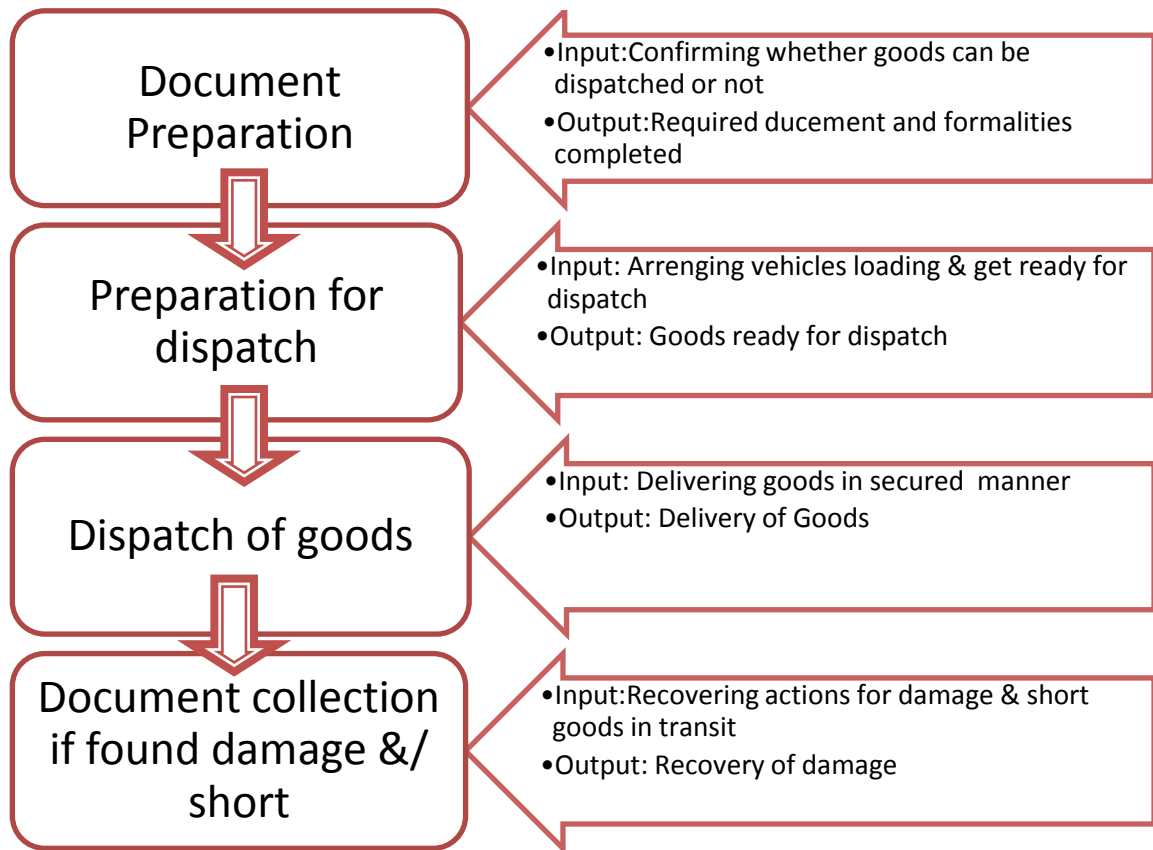 Document
Preparation
•Input:Confirming whether goods can be
dispatched or not
•Output:Required ducement and formalities
completed
Preparation for
dispatch
•Input: Arrenging vehicles loading & get ready for
dispatch
•Output: Goods ready for dispatch
Dispatch of goods
•Input: Delivering goods in secured manner
•Output: Delivery of Goods
Document collection
if found damage &/
short
•Input:Recovering actions for damage & short
goods in transit
•Output: Recovery of damage